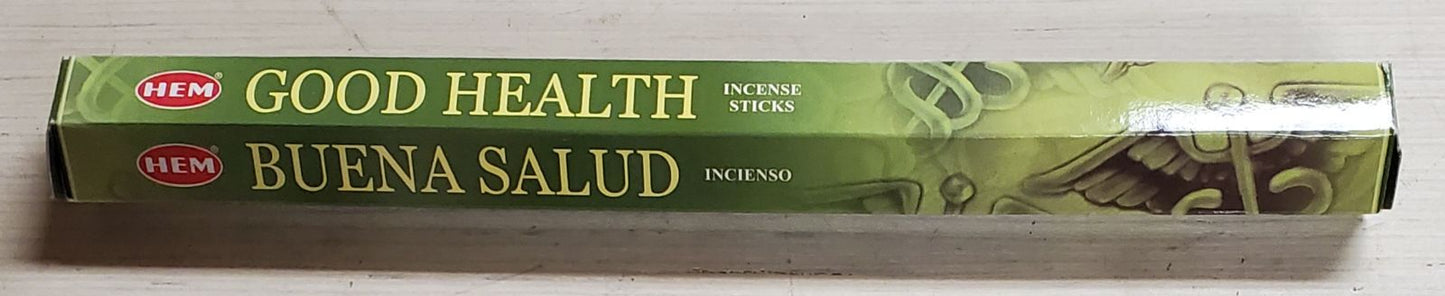 HEM® GOOD HEALTH INCENSE STICKS
HEM® BUENA SALUD INCIENSO